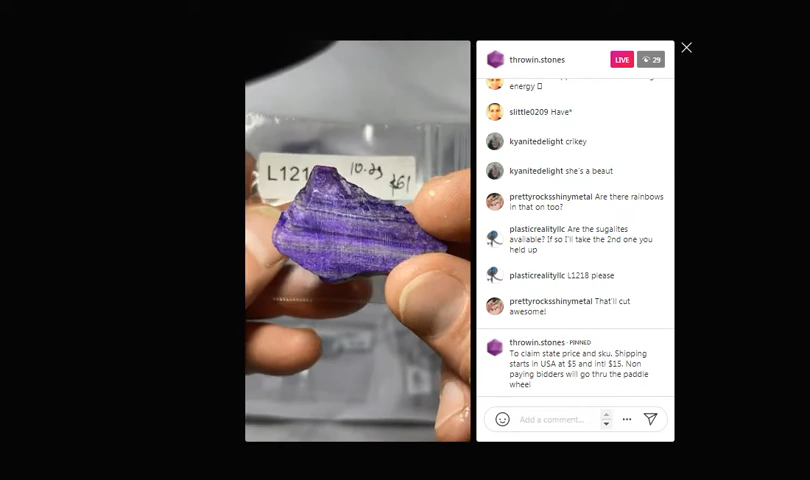 L121
10.2g
$61
throwin.stones
LIVE
29
energy
slittle0209 Have*
kyanitedelight crikey
kyanitedelight she's a beaut
prettyrocksshinymetal Are there rainbows
in that on too?
plasticrealityllc Are the sugalites
available? If so I'll take the 2nd one you
held up
plasticrealityllc L1218 please
prettyrocksshinymetal That'll cut
awesome!
throwin.stones · PINNED
To claim state price and sku. Shipping
starts in USA at $5 and intl $15. Non
paying bidders will go thru the paddle
wheel
Add a comment...